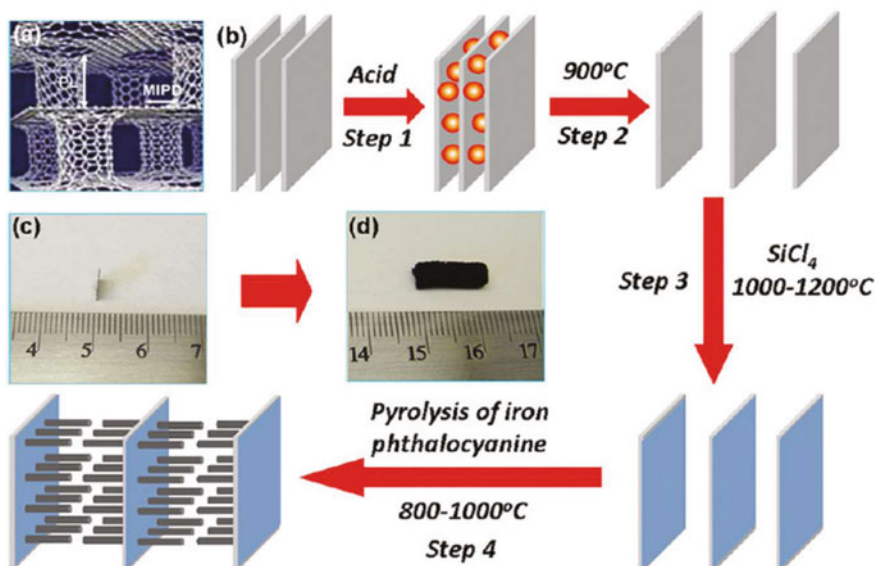 (a)
PL
MIPD
(b)
Acid
Step 1
900°C
Step 2
Step 3
SiCl4
1000-1200°C
(c)
4 5 6 7
(d)
14 15 16 17
Pyrolysis of iron
phthalocyanine
800-1000°C
Step 4